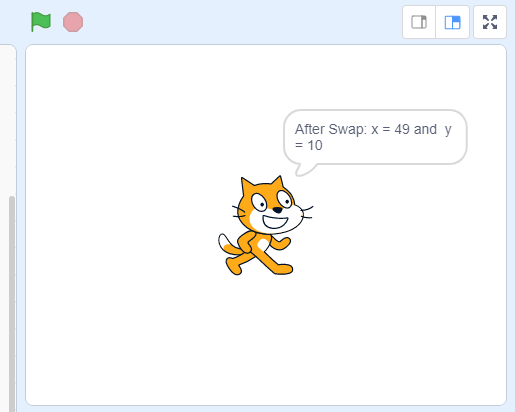 After Swap: x = 49 and  y
= 10